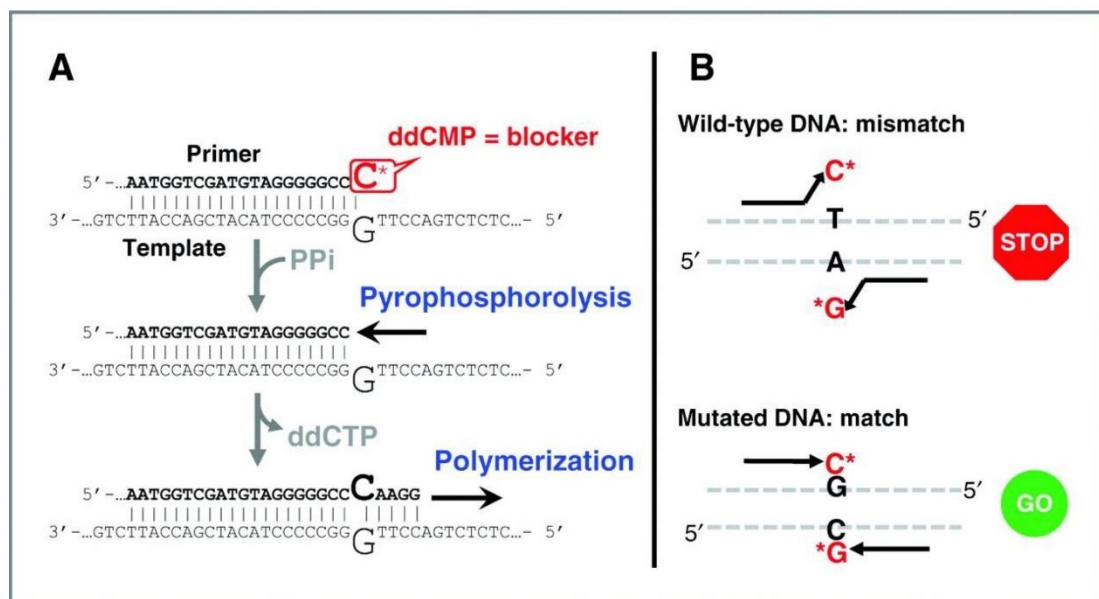 A
ddCMP = blocker
Primer
5′-…AATGGTCGATGTAGGGGGCC C*
3′-…GTCTTACCAGCTACATCCCCCGG G TTCCAGTCTCTC…- 5′
Template
PPi
Pyrophosphorolysis
5′-…AATGGTCGATGTAGGGGGCC
3′-…GTCTTACCAGCTACATCCCCCGG G TTCCAGTCTCTC…- 5′
ddCTP
Polymerization
5′-…AATGGTCGATGTAGGGGGCC C AAGG
3′-…GTCTTACCAGCTACATCCCCCGG G TTCCAGTCTCTC…- 5′
B
Wild-type DNA: mismatch
C*
T 5′
5′ A
*G
STOP
Mutated DNA: match
C*
G 5′
5′ C
*G
GO